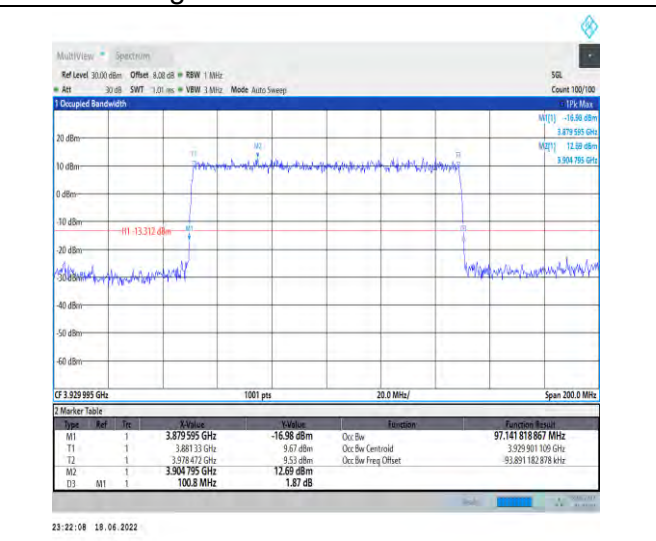 MultiView Spectrum
Ref Level 30.00 dBm Offset 8.00 dB RBW 1 MHz SGL
Att 30 dB SWT 1.01 ms VBW 3 MHz Mode Auto Sweep Count 100/100
1 Occupied Bandwidth 1Pk Max
M1[1] -16.98 dBm
3.879 595 GHz
20 dBm
M2[1] 12.69 dBm
3.904 795 GHz
M2
T1
10 dBm
0 dBm
-10 dBm
H1 -13.312 dBm
M1
-20 dBm
-30 dBm
-40 dBm
-50 dBm
-60 dBm
CF 3.929 995 GHz 1001 pts 20.0 MHz/ Span 200.0 MHz
2 Marker Table
Type Ref Trc X-Value Y-Value Function Function Result
M1 1 3.879 595 GHz -16.98 dBm Occ Bw 97.141 818 867 MHz
T1 1 3.881 33 GHz 9.67 dBm Occ Bw Centroid 3.929 901 109 GHz
T2 1 3.978 472 GHz 9.53 dBm Occ Bw Freq Offset -93.891 182 878 kHz
M2 1 3.904 795 GHz 12.69 dBm
D3 M1 1 100.8 MHz 1.87 dB
23:22:08 18.06.2022